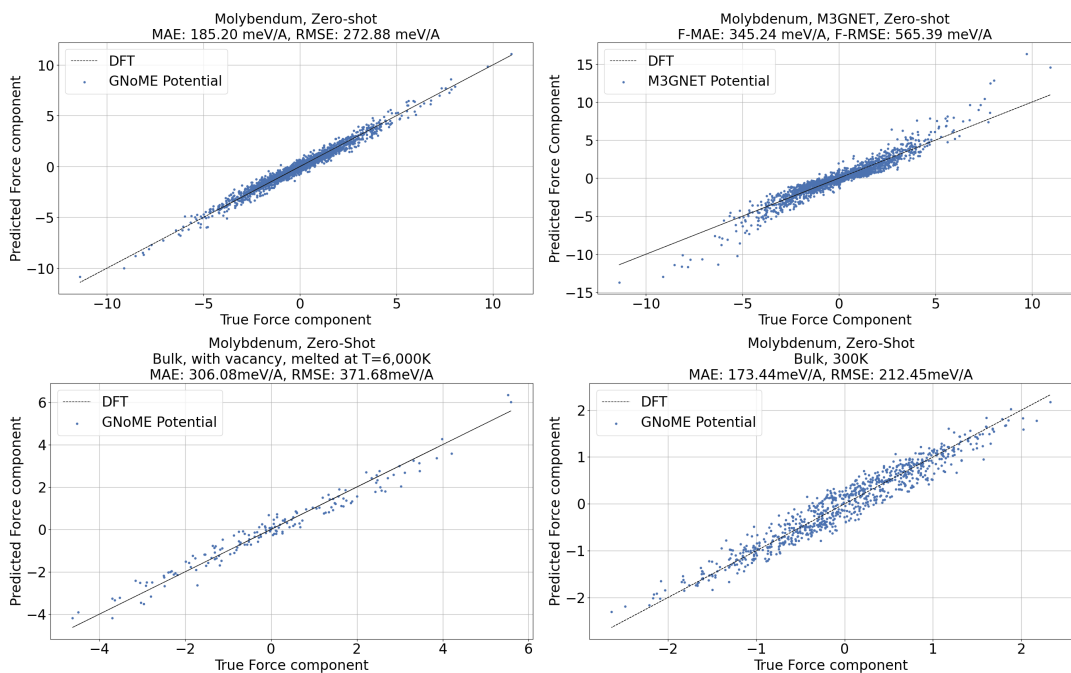 Molybendum, Zero-shot
MAE: 185.20 meV/A, RMSE: 272.88 meV/A
DFT
GNoME Potential
10
5
0
−5
−10
Predicted Force component
−10
−5
0
5
10
True Force component
Molybdenum, M3GNET, Zero-shot
F-MAE: 345.24 meV/A, F-RMSE: 565.39 meV/A
DFT
M3GNET Potential
15
10
5
0
−5
−10
−15
Predicted Force Component
−10
−5
0
5
10
True Force Component
Molybdenum, Zero-Shot
Bulk, with vacancy, melted at T=6,000K
MAE: 306.08meV/A, RMSE: 371.68meV/A
DFT
GNoME Potential
6
4
2
0
−2
−4
Predicted Force component
−4
−2
0
2
4
6
True Force component
Molybdenum, Zero-Shot
Bulk, 300K
MAE: 173.44meV/A, RMSE: 212.45meV/A
DFT
GNoME Potential
2
1
0
−1
−2
Predicted Force component
−2
−1
0
1
2
True Force component